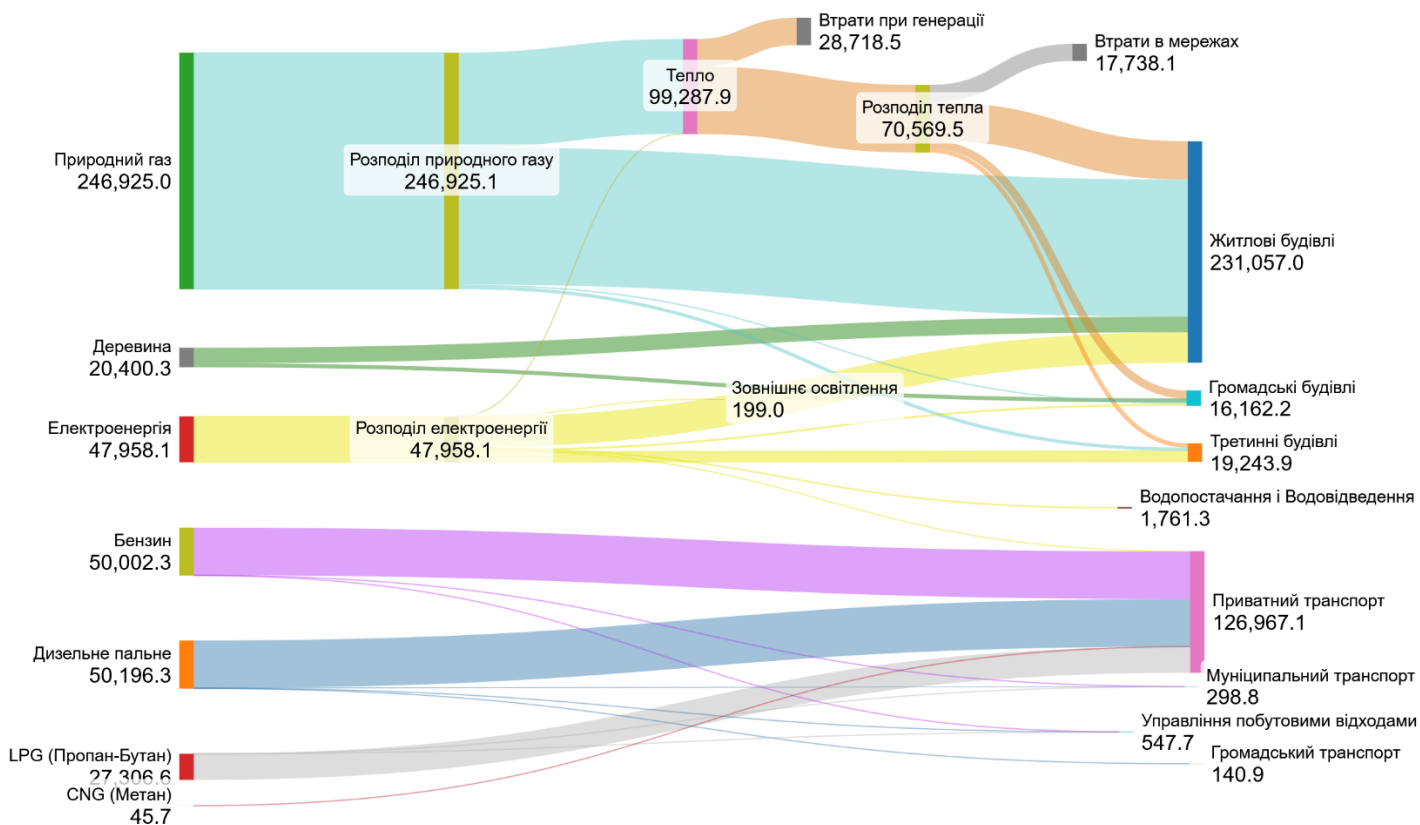 Втрати при генерації
28,718.5
Втрати в мережах
17,738.1
Тепло
99,287.9
Розподіл тепла
70,569.5
Природний газ
246,925.0
Розподіл природного газу
246,925.1
Житлові будівлі
231,057.0
Деревина
20,400.3
Зовнішнє освітлення
199.0
Громадські будівлі
16,162.2
Електроенергія
47,958.1
Розподіл електроенергії
47,958.1
Третинні будівлі
19,243.9
Водопостачання і Водовідведення
1,761.3
Бензин
50,002.3
Приватний транспорт
126,967.1
Дизельне пальне
50,196.3
Муніципальний транспорт
298.8
Управління побутовими відходами
547.7
LPG (Пропан-Бутан)
27,306.6
Громадський транспорт
140.9
CNG (Метан)
45.7